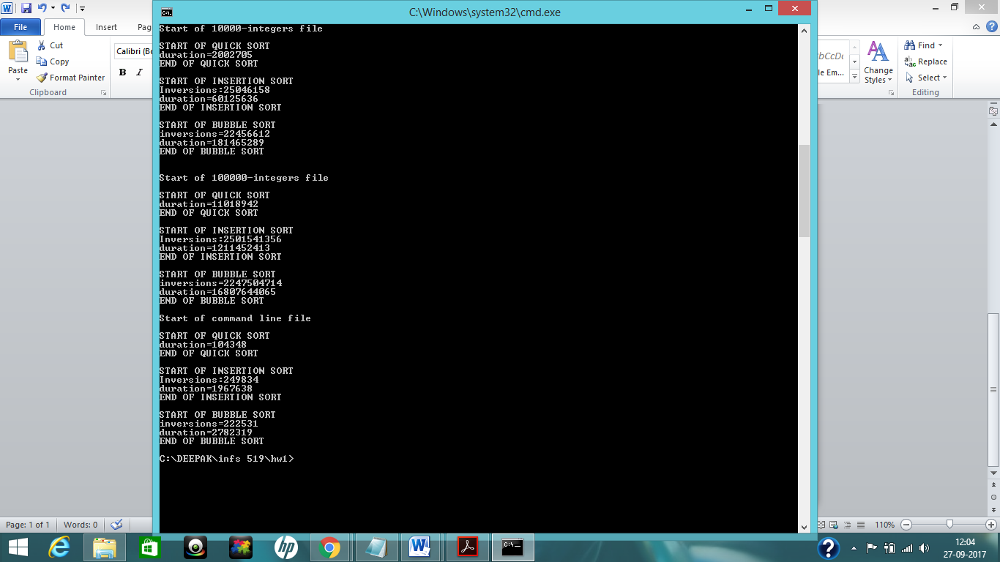 C:\Windows\system32\cmd.exe
File
Home
Insert
Pag
Paste
Cut
Copy
Format Painter
Clipboard
Calibri (Bo
B I
le Em...
Change
Styles
Find
Replace
Select
Editing
Start of 10000-integers file
START OF QUICK SORT
duration=2002705
END OF QUICK SORT
START OF INSERTION SORT
Inversions:25046158
duration=60125636
END OF INSERTION SORT
START OF BUBBLE SORT
inversions=22456612
duration=181465289
END OF BUBBLE SORT
Start of 100000-integers file
START OF QUICK SORT
duration=11018942
END OF QUICK SORT
START OF INSERTION SORT
Inversions:2501541356
duration=1211452413
END OF INSERTION SORT
START OF BUBBLE SORT
inversions=2247504714
duration=16807644065
END OF BUBBLE SORT
Start of command line file
START OF QUICK SORT
duration=104348
END OF QUICK SORT
START OF INSERTION SORT
Inversions:249834
duration=1967638
END OF INSERTION SORT
START OF BUBBLE SORT
inversions=222531
duration=2782319
END OF BUBBLE SORT
C:\DEEPAK\infs 519\hw1>
Page: 1 of 1
Words: 0
110%
12:04
27-09-2017